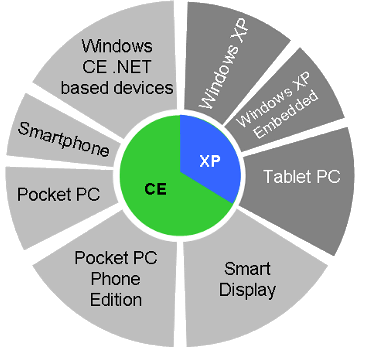 Windows
CE .NET
based devices
Windows XP
Windows XP
Embedded
Smartphone
XP
Tablet PC
CE
Pocket PC
Pocket PC
Phone
Edition
Smart
Display